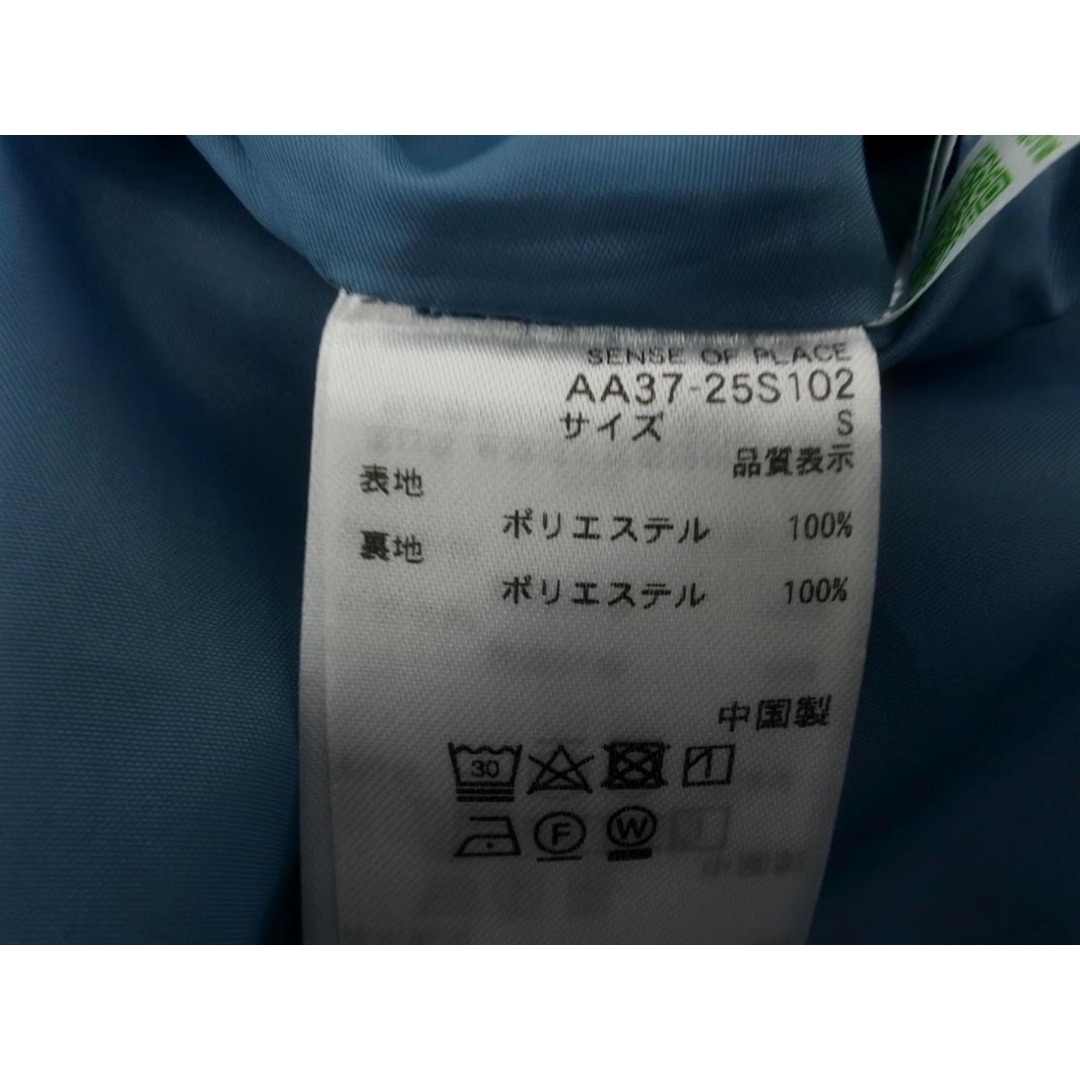 SENSE OF PLACE
AA37-25S102
サイズ S
品質表示
表地
ポリエステル 100%
裏地
ポリエステル 100%
中国製
30
F W